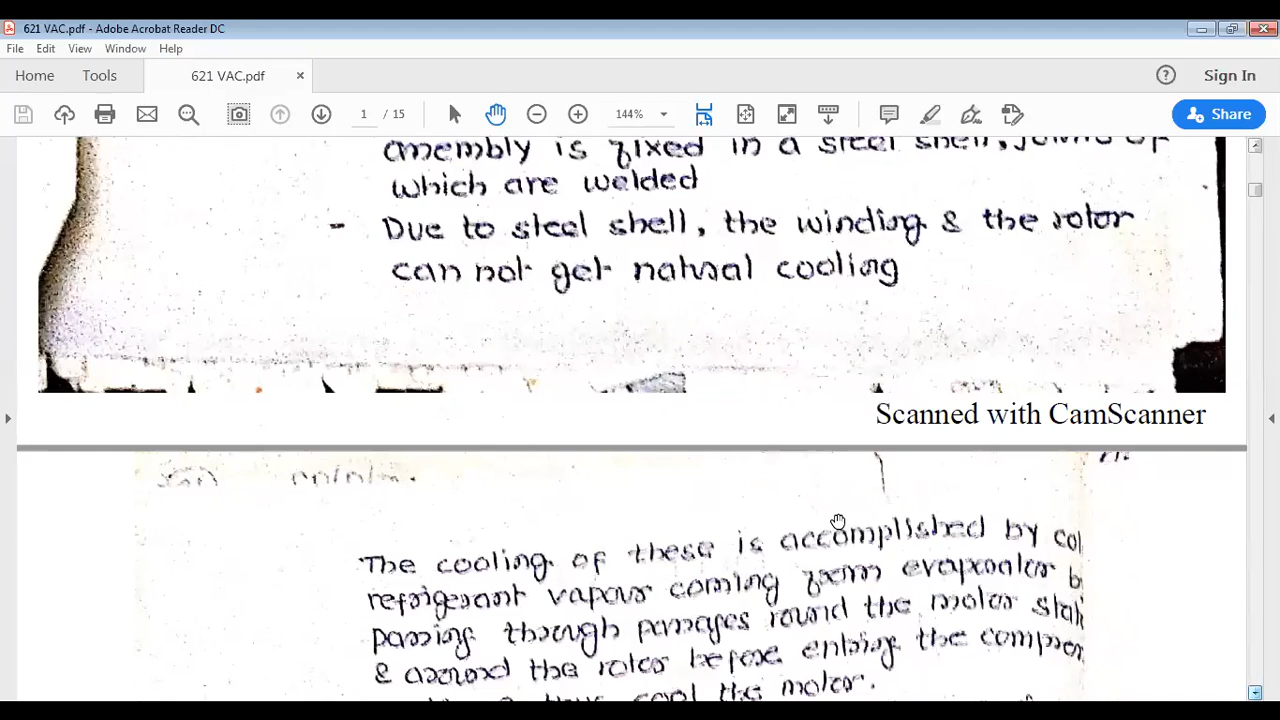 621 VAC.pdf - Adobe Acrobat Reader DC
File Edit View Window Help
Home Tools 621 VAC.pdf × ? Sign In
1 / 15 144% Share
assembly is fixed in a steel shell, joints of
which are welded
- Due to steel shell, the winding & the rotor
can not get natural cooling
Scanned with CamScanner
The cooling of these is accomplished by col
refrigerant vapour coming from evaporator b
passing through passages round the motor stat
& around the rotor before entring the compres
cool the motor.